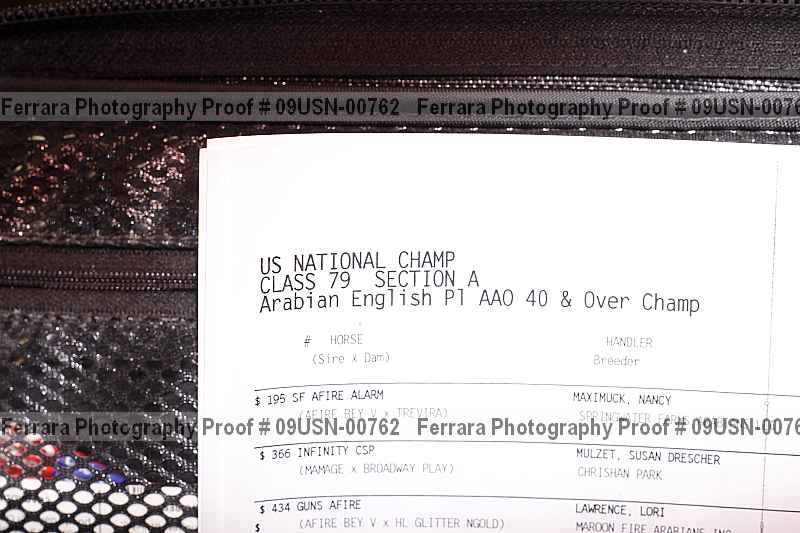 Ferrara Photography Proof # 09USN-00762 Ferrara Photography Proof # 09USN-0076
US NATIONAL CHAMP
CLASS 79 SECTION A
Arabian English Pl AAO 40 & Over Champ
# HORSE HANDLER
(Sire x Dam) Breeder
$ 195 SF AFIRE ALARM MAXIMUCK, NANCY
(AFIRE BEY V x TREVIRA) SPRINGWATER FARMS
Ferrara Photography Proof # 09USN-00762 Ferrara Photography Proof # 09USN-0076
$ 366 INFINITY CSP MULZET, SUSAN DRESCHER
(MAMAGE x BROADWAY PLAY) CHRISHAN PARK
$ 434 GUNS AFIRE LAWRENCE, LORI
$ (AFIRE BEY V x HL GLITTER NGOLD) MAROON FIRE ARABIANS INC